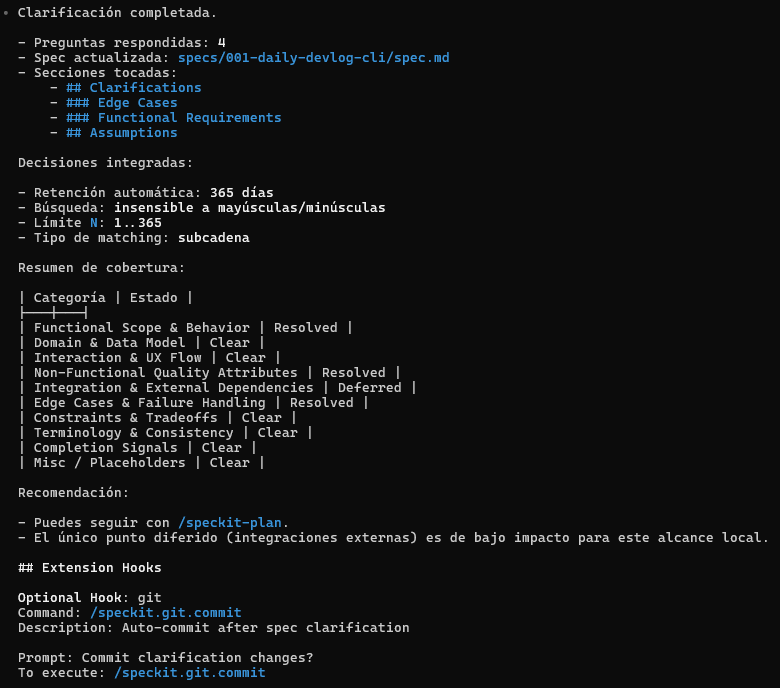 • Clarificación completada.
– Preguntas respondidas: 4
– Spec actualizada: specs/001-daily-devlog-cli/spec.md
– Secciones tocadas:
– ## Clarifications
– ### Edge Cases
– ### Functional Requirements
– ## Assumptions
Decisiones integradas:
– Retención automática: 365 días
– Búsqueda: insensible a mayúsculas/minúsculas
– Límite N: 1..365
– Tipo de matching: subcadena
Resumen de cobertura:
| Categoría | Estado |
├───┼───┤
| Functional Scope & Behavior | Resolved |
| Domain & Data Model | Clear |
| Interaction & UX Flow | Clear |
| Non-Functional Quality Attributes | Resolved |
| Integration & External Dependencies | Deferred |
| Edge Cases & Failure Handling | Resolved |
| Constraints & Tradeoffs | Clear |
| Terminology & Consistency | Clear |
| Completion Signals | Clear |
| Misc / Placeholders | Clear |
Recomendación:
– Puedes seguir con /speckit-plan.
– El único punto diferido (integraciones externas) es de bajo impacto para este alcance local.
## Extension Hooks
Optional Hook: git
Command: /speckit.git.commit
Description: Auto-commit after spec clarification
Prompt: Commit clarification changes?
To execute: /speckit.git.commit